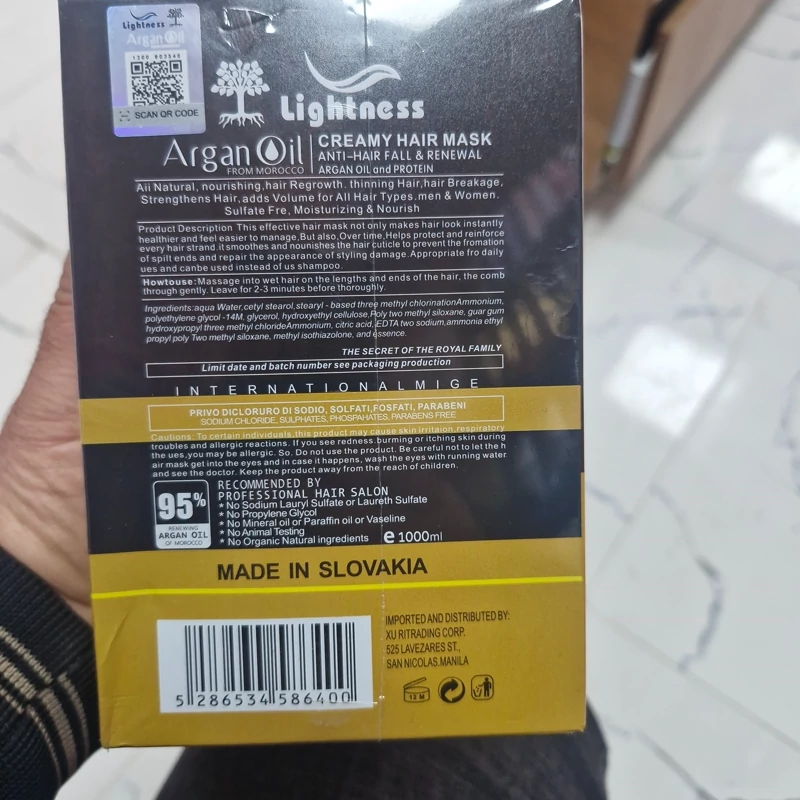 Lightness
Argan Oil
1300 863540
SCAN QR CODE
Lightness
Argan Oil
FROM MOROCCO
CREAMY HAIR MASK
ANTI-HAIR FALL & RENEWAL
ARGAN OIL and PROTEIN
Aii Natural, nourishing,hair Regrowth. thinning Hair,hair Breakage,
Strengthens Hair,adds Volume for All Hair Types.men & Women.
Sulfate Fre, Moisturizing & Nourish
Product Description This effective hair mask not only makes hair look instantly
healthier and feel easier to manage,But also,Over time,Helps protect and reinforce
every hair strand.it smoothes and nounishes the hair cuticle to prevent the fromation
of spilt ends and repair the appearance of styling damage. Appropriate fro daily
ues and canbe used instead of us shampoo.
Howtouse:Massage into wet hair on the lengths and ends of the hair, the comb
through gently. Leave for 2-3 minutes before thoroughly.
Ingredients:aqua Water,cetyl stearol,stearyl - based three methyl chlorinationAmmonium,
polyethylene glycol -14M, glycerol, hydroxyethyl cellulose,Poly two methyl siloxane, guar gum
hydroxypropyl three methyl chlorideAmmonium, citric acid, EDTA two sodium,ammonia ethyl
propyl poly Two methyl siloxane, methyl isothiazolone, and essence.
THE SECRET OF THE ROYAL FAMILY
Limit date and batch number see packaging production
INTERNATIONALMIGE
PRIVO DICLORURO DI SODIO, SOLFATI,FOSFATI, PARABENI
SODIUM CHLORIDE, SULPHATES, PHOSPAHATES, PARABENS FREE
Cautions: To certain individuals,this product may cause skin irritaion,respiratory
troubles and allergic reactions. If you see redness.burming or itching skin during
the ues,you may be allergic. So. Do not use the product. Be careful not to let the h
air mask get into the eyes and in case it happens, wash the eyes with running water
and see the doctor. Keep the product away from the reach of children.
95%
REAEWING
ARGAN OIL
OF MOROCCO
RECOMMENDED BY
PROFESSIONAL HAIR SALON
* No Sodium Lauryl Sulfate or Laureth Sulfate
* No Propylene Glycol
* No Mineral oil or Paraffin oil or Vaseline
* No Animal Testing
* No Organic Natural ingredients
e 1000ml
MADE IN SLOVAKIA
5 286534 586400
IMPORTED AND DISTRIBUTED BY:
XU RITRADING CORP.
525 LAVEZARES ST.,
SAN NICOLAS.MANILA
12 M